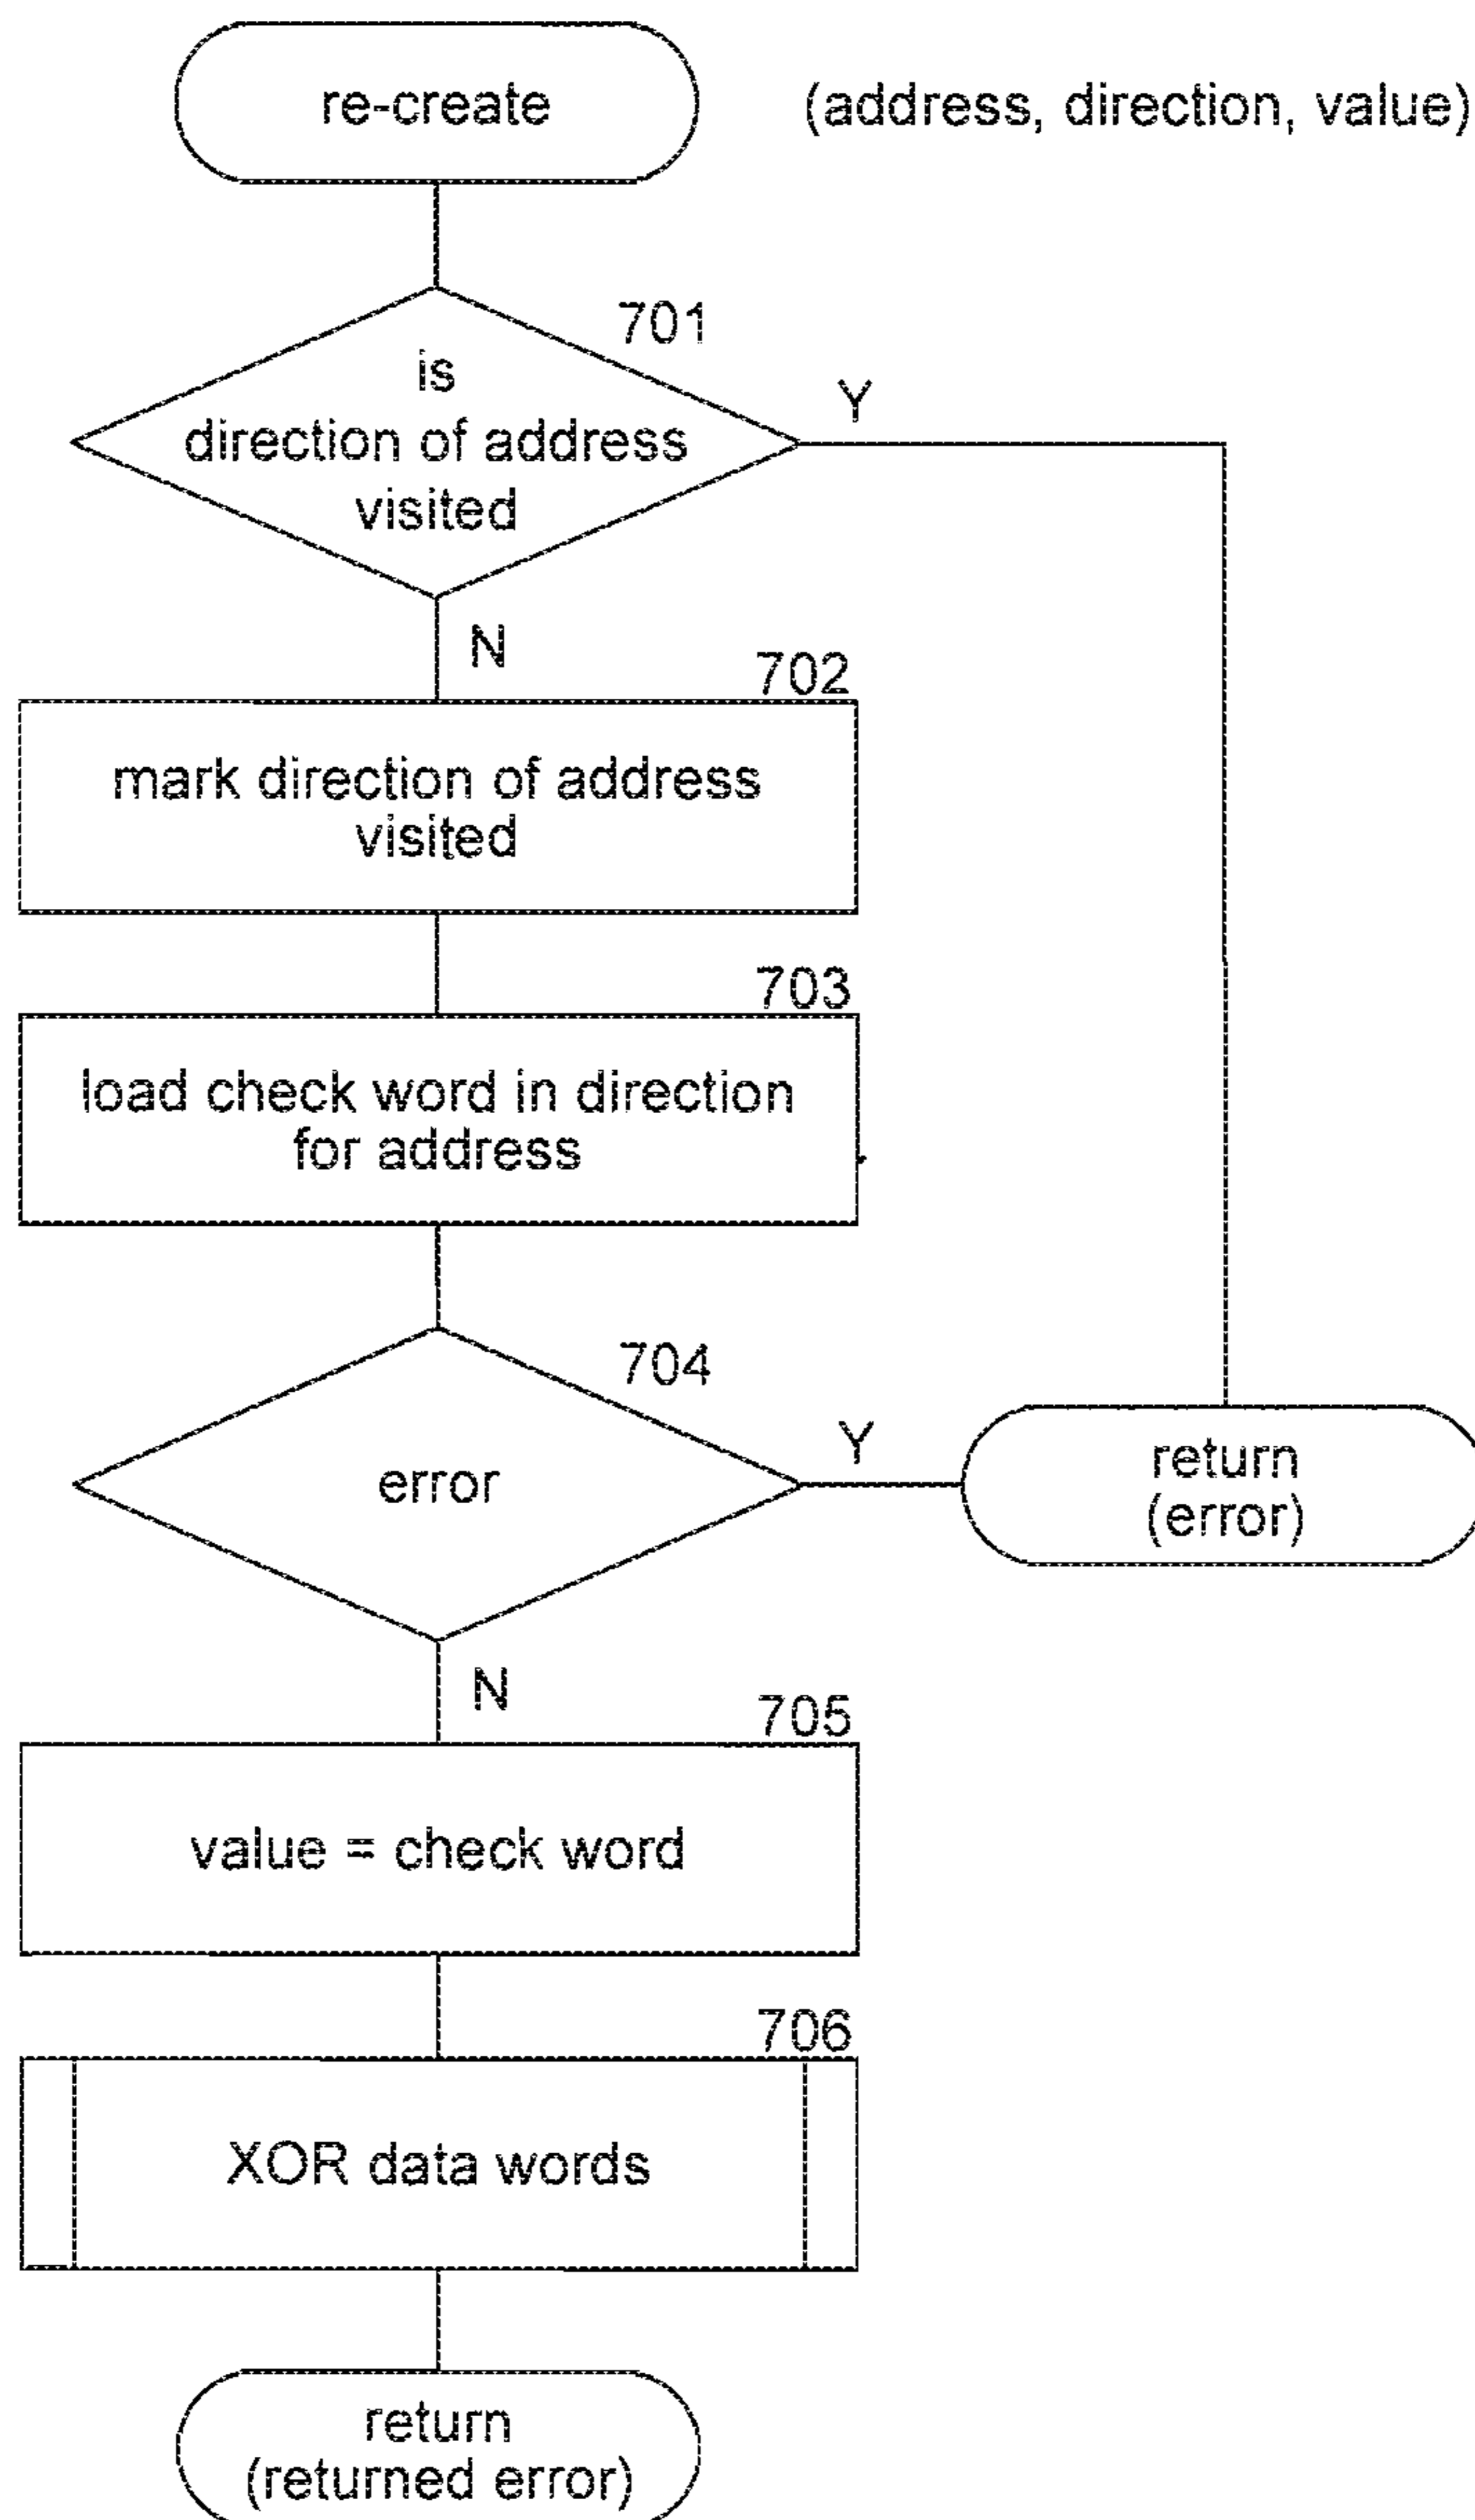 re-create
(address, direction, value)
701
is
direction of address
visited
Y
N
702
mark direction of address
visited
703
load check word in direction
for address
704
error
Y
return
(error)
N
705
value = check word
706
XOR data words
return
(returned error)